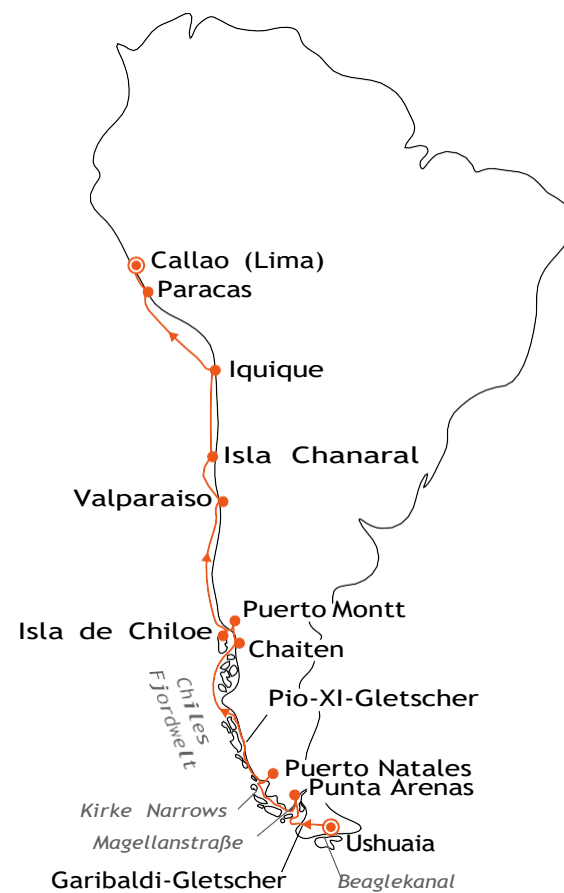 Callao (Lima)
Paracas
Iquique
Isla Chanaral
Valparaiso
Puerto Montt
Isla de Chiloe
Chaiten
Chiles
Fjordwelt
Pio-XI-Gletscher
Puerto Natales
Punta Arenas
Kirke Narrows
Magellanstraße
Ushuaia
Garibaldi-Gletscher
Beaglekanal